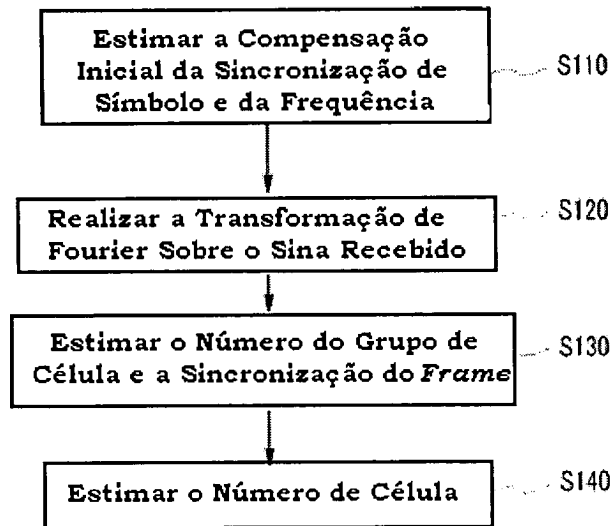 Estimar a Compensação
Inicial da Sincronização de
Símbolo e da Frequência
S110
Realizar a Transformação de
Fourier Sobre o Sina Recebido
S120
Estimar o Número do Grupo de
Célula e a Sincronização do Frame
S130
Estimar o Número de Célula
S140